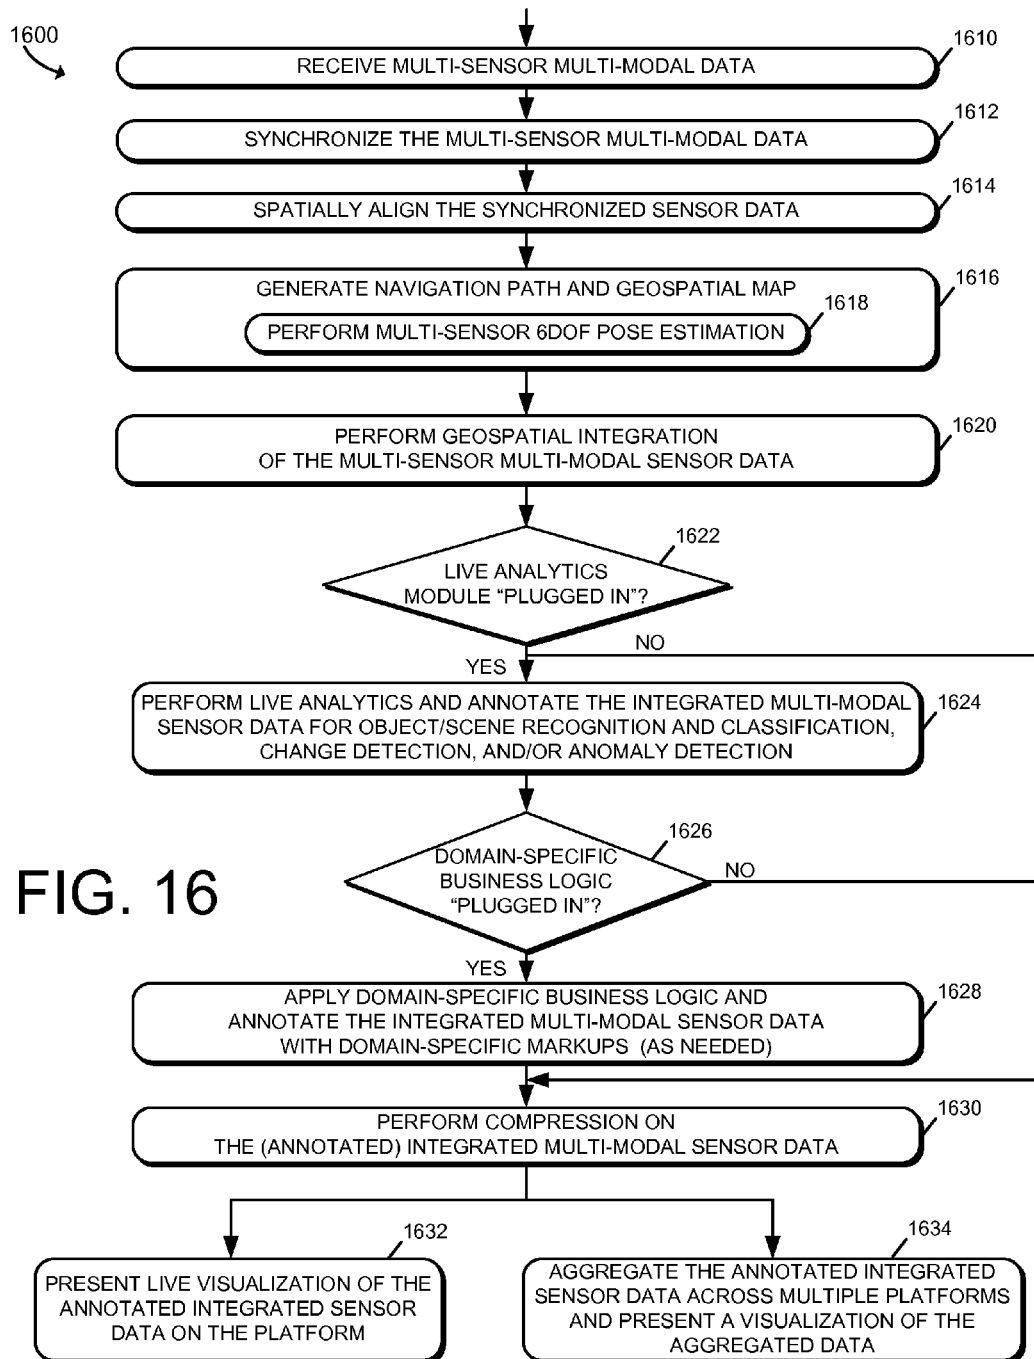 1600
1610
RECEIVE MULTI-SENSOR MULTI-MODAL DATA
1612
SYNCHRONIZE THE MULTI-SENSOR MULTI-MODAL DATA
1614
SPATIALLY ALIGN THE SYNCHRONIZED SENSOR DATA
1616
GENERATE NAVIGATION PATH AND GEOSPATIAL MAP
1618
PERFORM MULTI-SENSOR 6DOF POSE ESTIMATION
1620
PERFORM GEOSPATIAL INTEGRATION
OF THE MULTI-SENSOR MULTI-MODAL SENSOR DATA
1622
LIVE ANALYTICS
MODULE “PLUGGED IN”?
NO
YES
1624
PERFORM LIVE ANALYTICS AND ANNOTATE THE INTEGRATED MULTI-MODAL
SENSOR DATA FOR OBJECT/SCENE RECOGNITION AND CLASSIFICATION,
CHANGE DETECTION, AND/OR ANOMALY DETECTION
1626
DOMAIN-SPECIFIC
BUSINESS LOGIC
“PLUGGED IN”?
NO
FIG. 16
YES
1628
APPLY DOMAIN-SPECIFIC BUSINESS LOGIC AND
ANNOTATE THE INTEGRATED MULTI-MODAL SENSOR DATA
WITH DOMAIN-SPECIFIC MARKUPS (AS NEEDED)
1630
PERFORM COMPRESSION ON
THE (ANNOTATED) INTEGRATED MULTI-MODAL SENSOR DATA
1632
PRESENT LIVE VISUALIZATION OF THE
ANNOTATED INTEGRATED SENSOR
DATA ON THE PLATFORM
1634
AGGREGATE THE ANNOTATED INTEGRATED
SENSOR DATA ACROSS MULTIPLE PLATFORMS
AND PRESENT A VISUALIZATION OF THE
AGGREGATED DATA